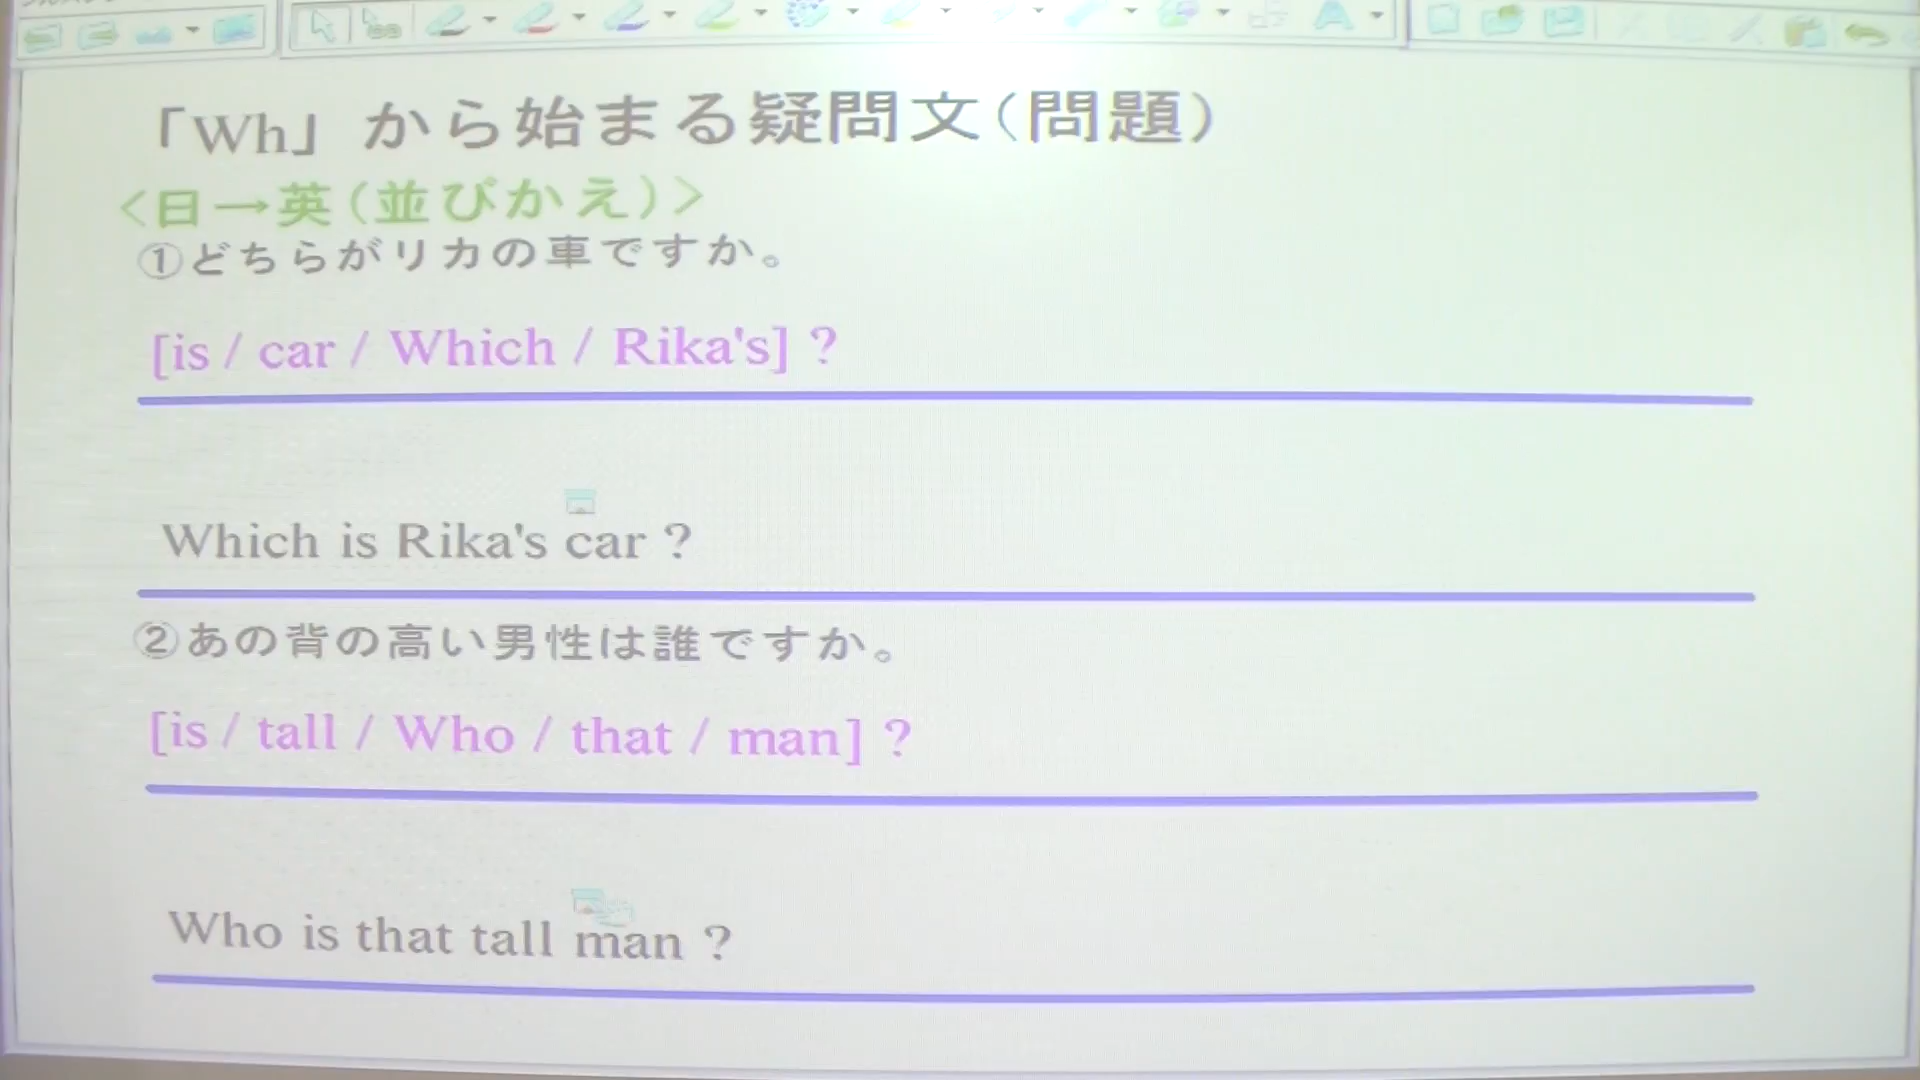 「Wh」から始まる疑問文(問題)
<日→英(並びかえ)>
①どちらがリカの車ですか。
[is / car / Which / Rika's] ?
Which is Rika's car ?
②あの背の高い男性は誰ですか。
[is / tall / Who / that / man] ?
Who is that tall man ?